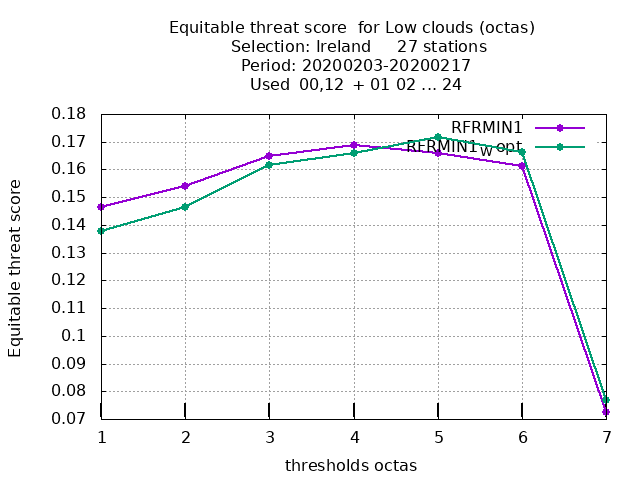 Equitable threat score  for Low clouds (octas)
Selection: Ireland     27 stations
Period: 20200203-20200217
Used  00,12  + 01 02 ... 24
RFRMIN1
RFRMIN1_W opt
0.18
0.17
0.16
0.15
0.14
0.13
0.12
0.11
0.1
0.09
0.08
0.07
Equitable threat score
1 2 3 4 5 6 7
thresholds octas